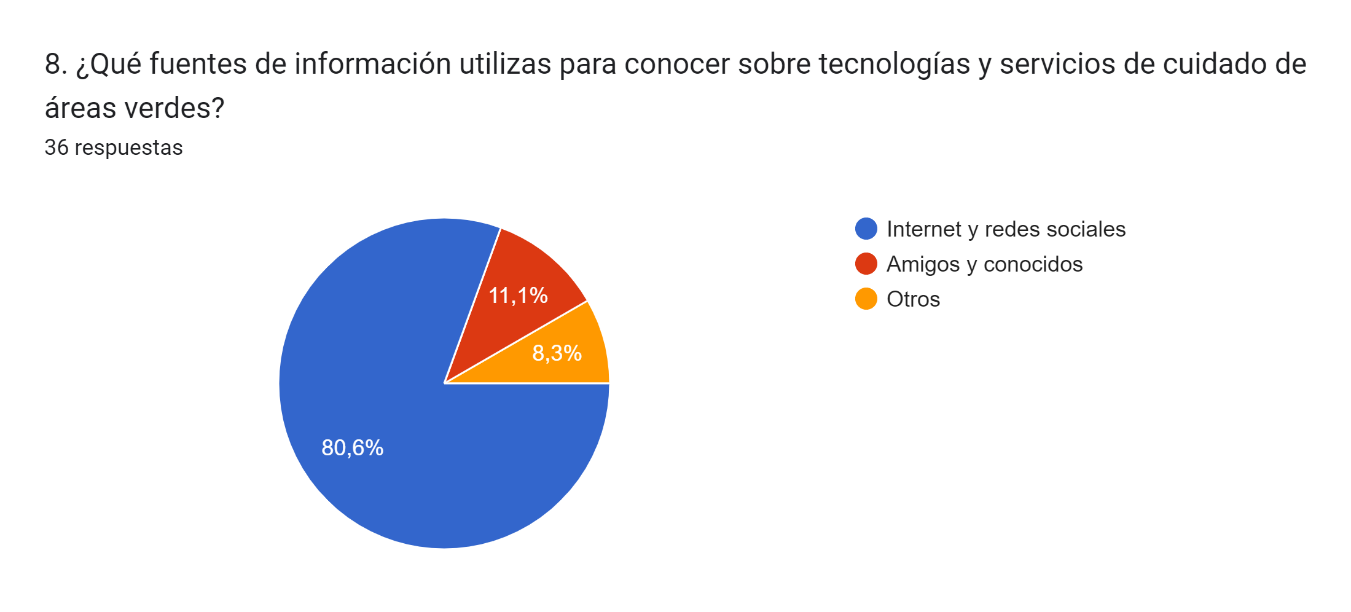 8. ¿Qué fuentes de información utilizas para conocer sobre tecnologías y servicios de cuidado de
áreas verdes?
36 respuestas
Internet y redes sociales
Amigos y conocidos
Otros
11,1%
8,3%
80,6%